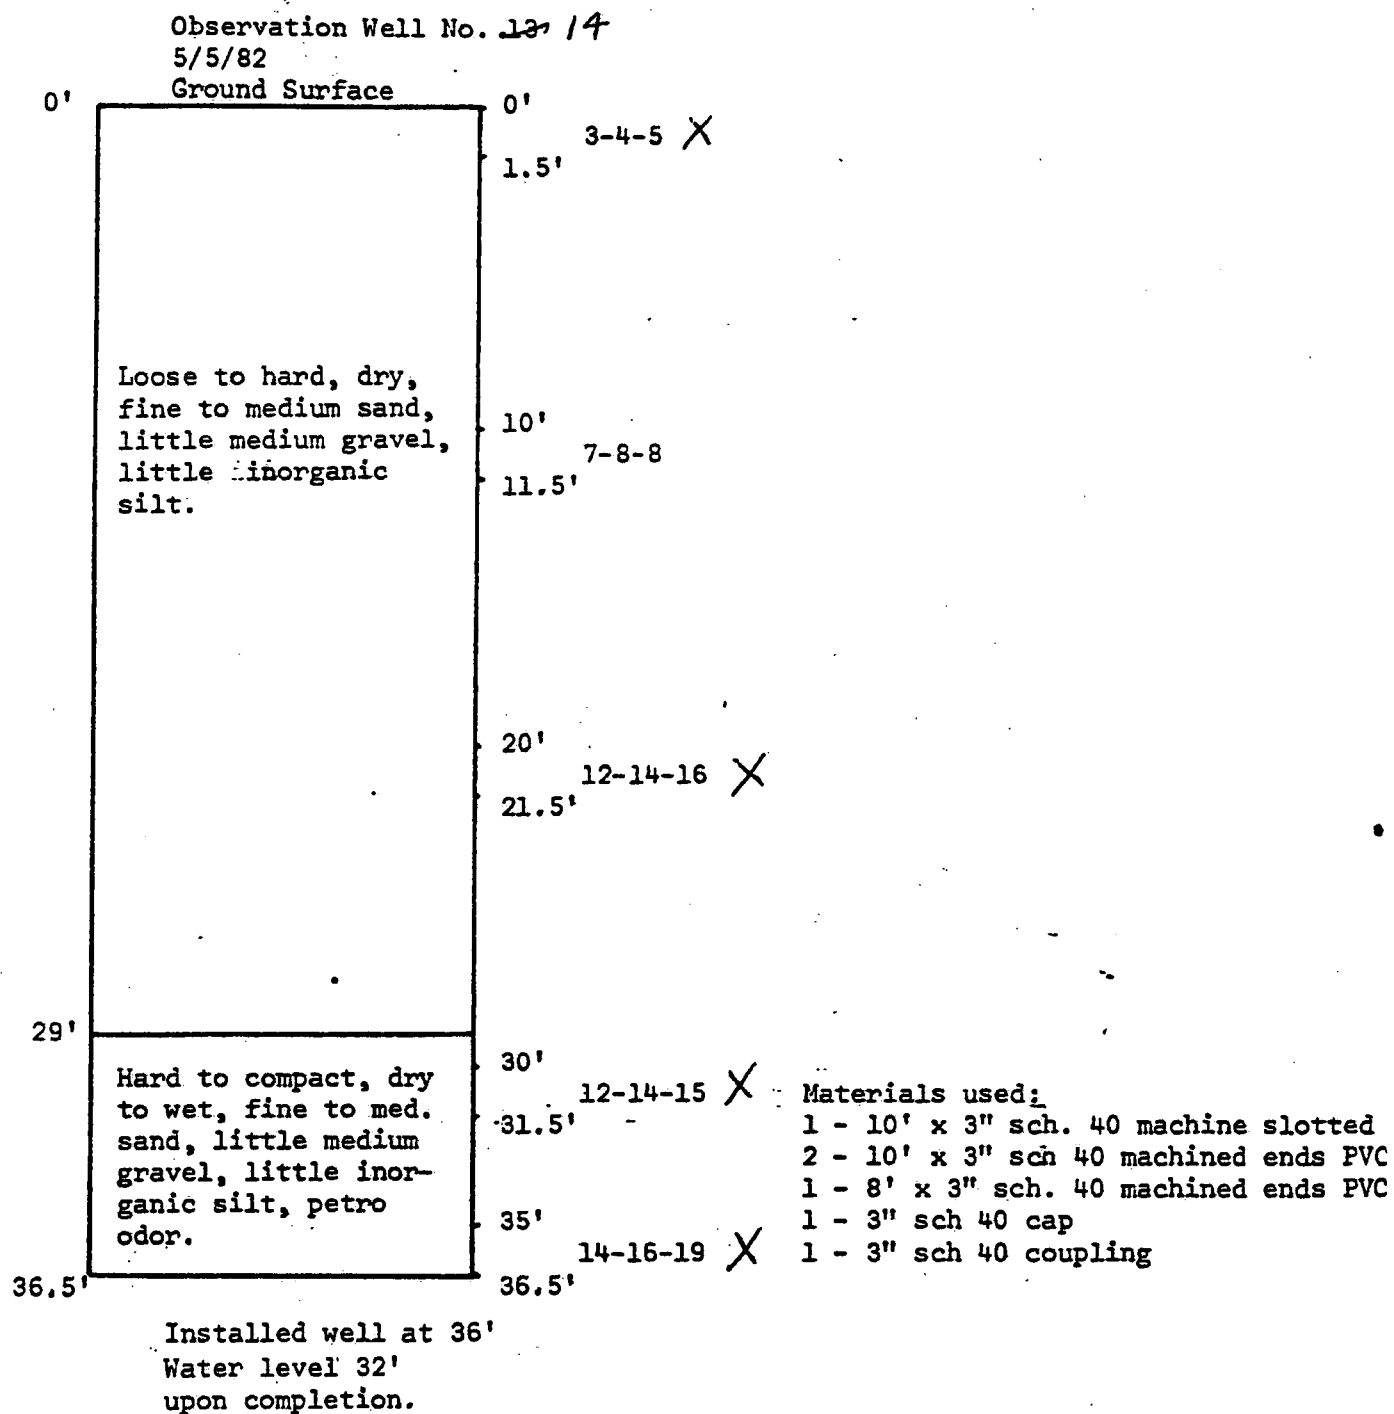 Observation Well No. 13 14
5/5/82
Ground Surface
0'
0'
3-4-5 X
1.5'
Loose to hard, dry,
fine to medium sand,
little medium gravel,
little inorganic
silt.
10'
7-8-8
11.5'
20'
12-14-16 X
21.5'
29'
Hard to compact, dry
to wet, fine to med.
sand, little medium
gravel, little inor-
ganic silt, petro
odor.
30'
12-14-15 X
31.5'
35'
14-16-19 X
36.5'
36.5'
Materials used:
1 - 10' x 3" sch. 40 machine slotted
2 - 10' x 3" sch 40 machined ends PVC
1 - 8' x 3" sch. 40 machined ends PVC
1 - 3" sch 40 cap
1 - 3" sch 40 coupling
Installed well at 36'
Water level 32'
upon completion.